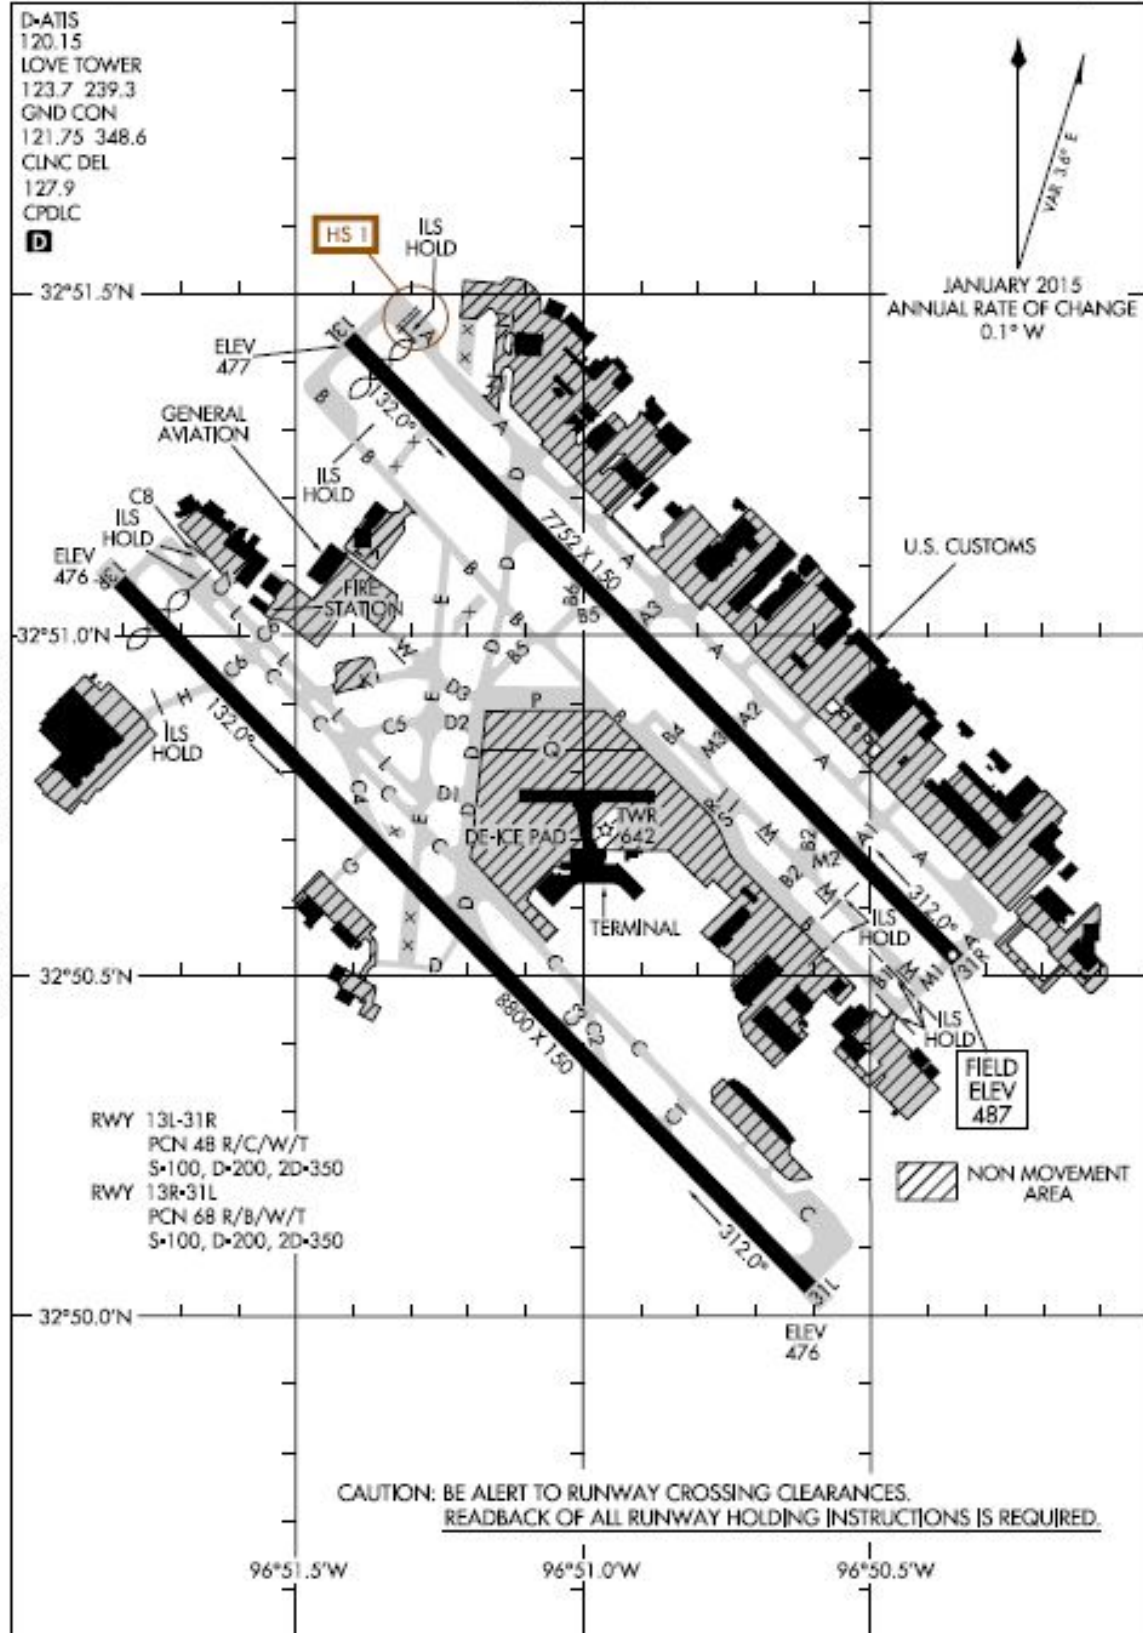 D-ATIS
120.15
LOVE TOWER
123.7 239.3
GND CON
121.75 348.6
CLNC DEL
127.9
CPDLC
D
HS 1
ILS
HOLD
VAR 3.6° E
JANUARY 2015
ANNUAL RATE OF CHANGE
0.1° W
32°51.5'N
13L
ELEV
477
A
132.0°
B
A
GENERAL
AVIATION
X
X
X
X
B
ILS
HOLD
D
C8
ILS
HOLD
ELEV
476
7752 X 150
A
U.S. CUSTOMS
FIRE
STATION
D
B
E
X
B6
B5
A3
32°51.0'N
L
C6
C6
L
C
W
D
B
B5
A
H
ILS
HOLD
132.0°
X
E
D3
P
C
L
C5
D2
D
Q
B
B4
M3
A2
A
L
C
C4
D1
D
X
E
C
DE-ICE PAD
TWR
642
R
S
M
B2
M2
A1
A
G
D
TERMINAL
B2
M
312.0°
B
ILS
HOLD
X
X
D
C
B1
M
M1
31R
A
32°50.5'N
8800 X 150
C3
C2
C
ILS
HOLD
FIELD
ELEV
487
C1
RWY 13L-31R
PCN 48 R/C/W/T
S-100, D-200, 2D-350
RWY 13R-31L
PCN 68 R/B/W/T
S-100, D-200, 2D-350
NON MOVEMENT
AREA
C
312.0°
31L
32°50.0'N
ELEV
476
CAUTION: BE ALERT TO RUNWAY CROSSING CLEARANCES.
READBACK OF ALL RUNWAY HOLDING INSTRUCTIONS IS REQUIRED.
96°51.5'W
96°51.0'W
96°50.5'W